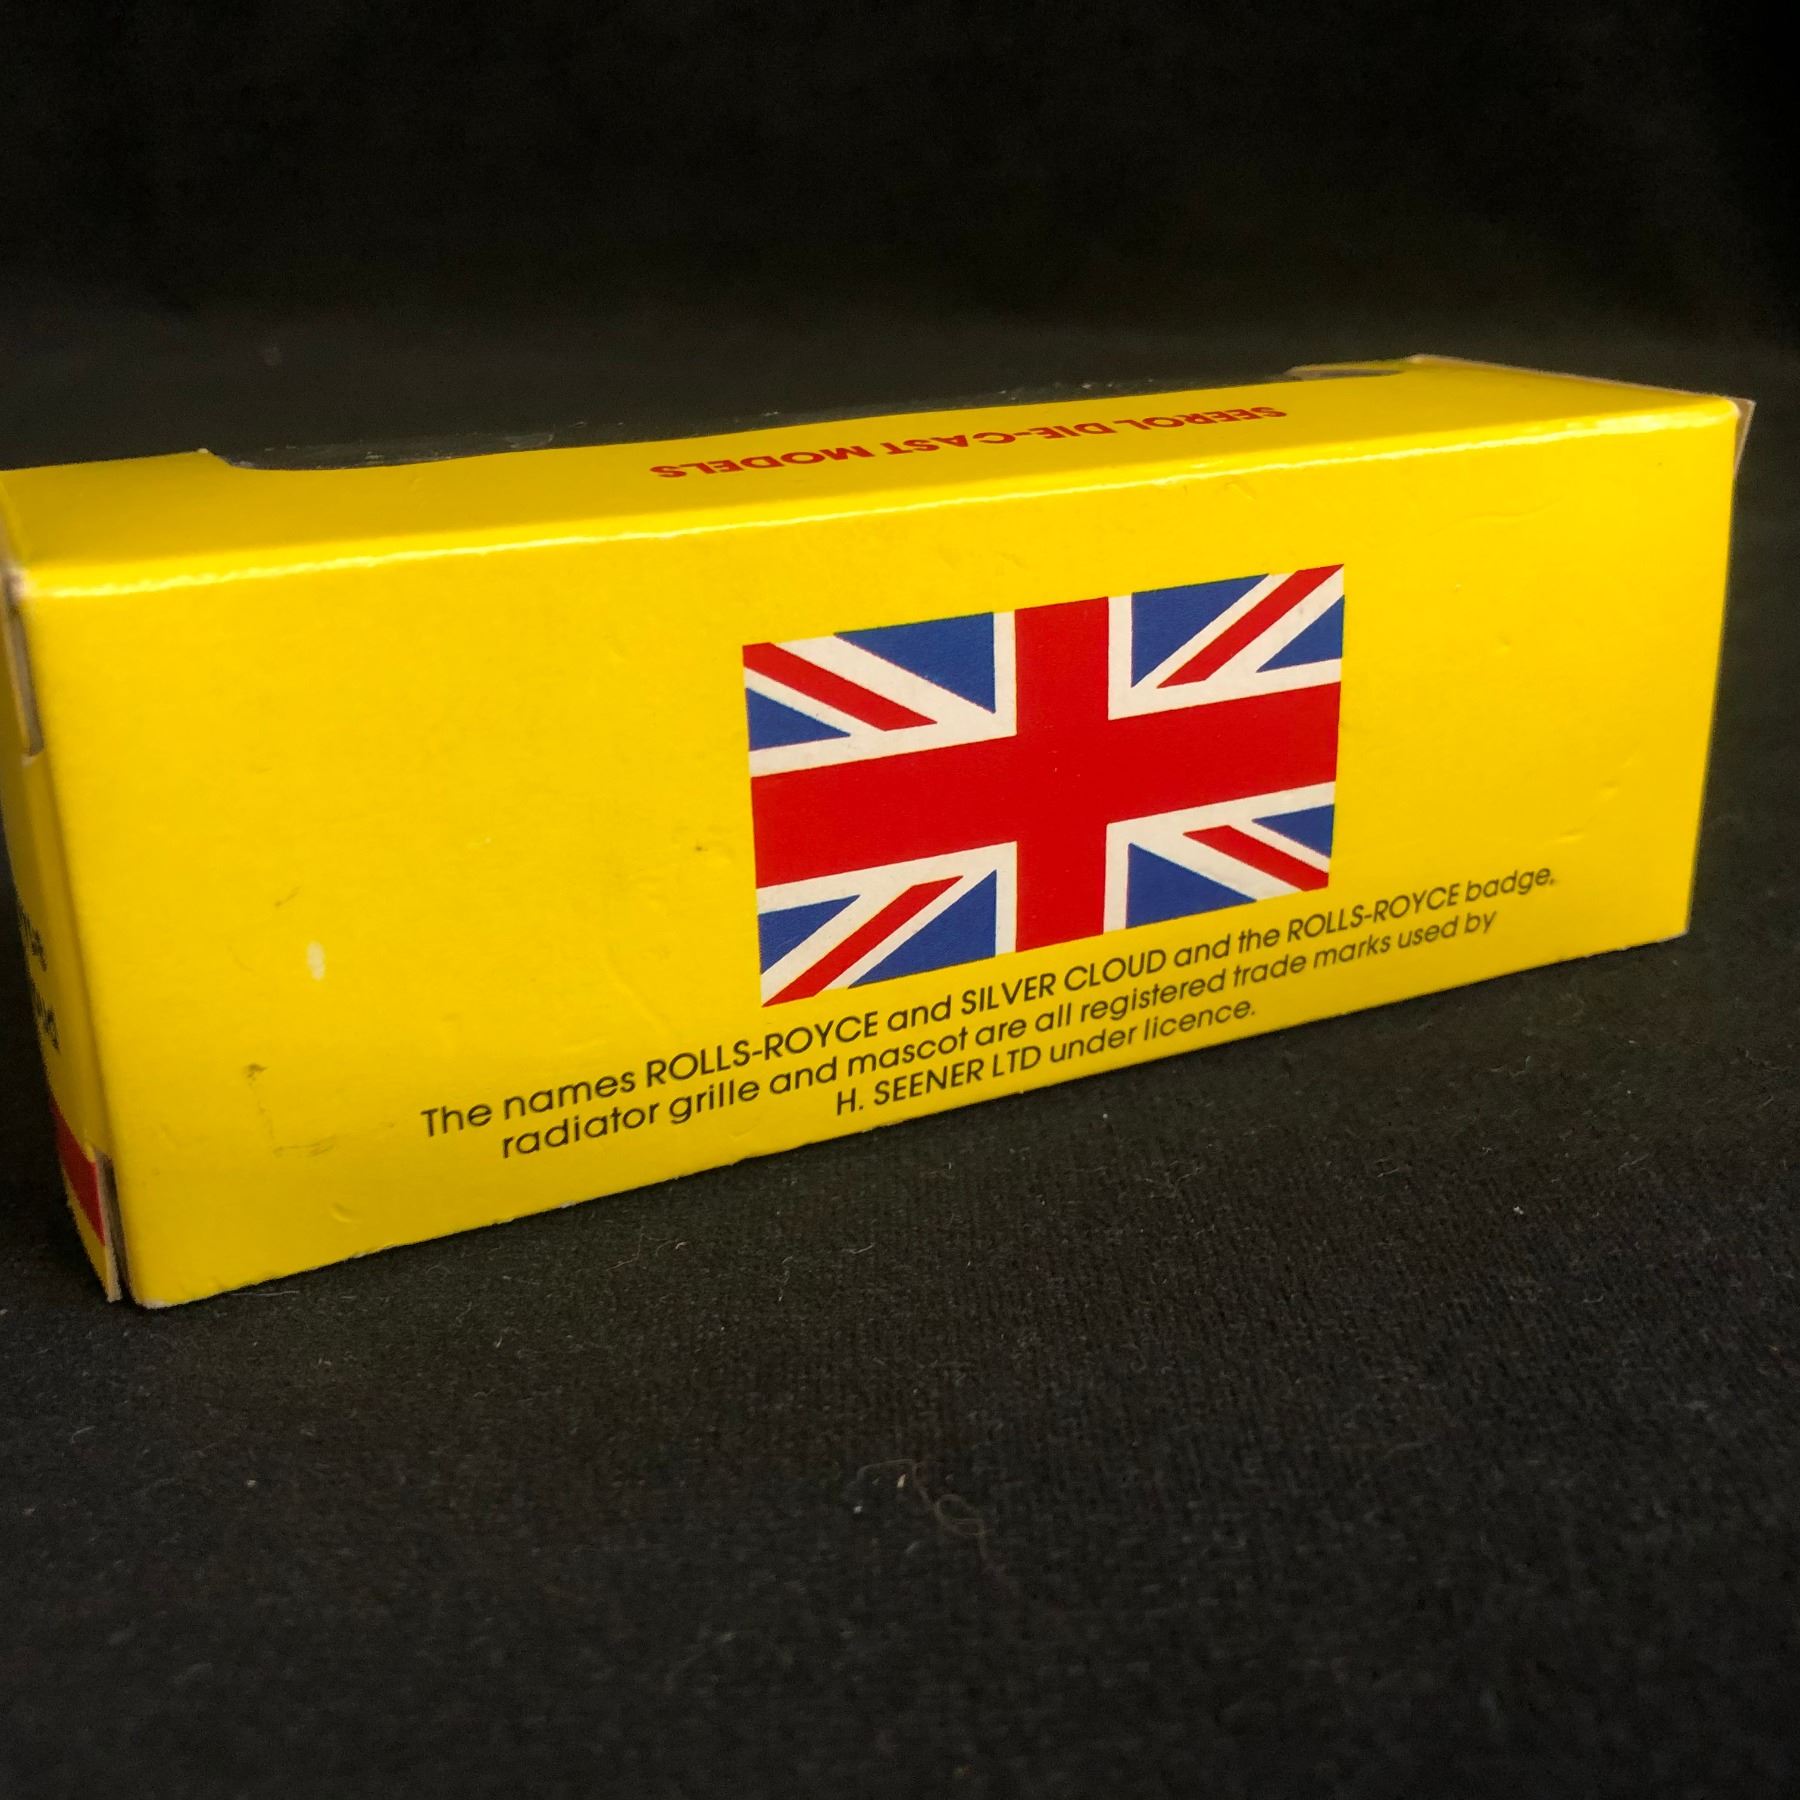 SEEROL DIE-CAST MODELS
The names ROLLS-ROYCE and SILVER CLOUD and the ROLLS-ROYCE badge,
radiator grille and mascot are all registered trade marks used by
H. SEENER LTD under licence.